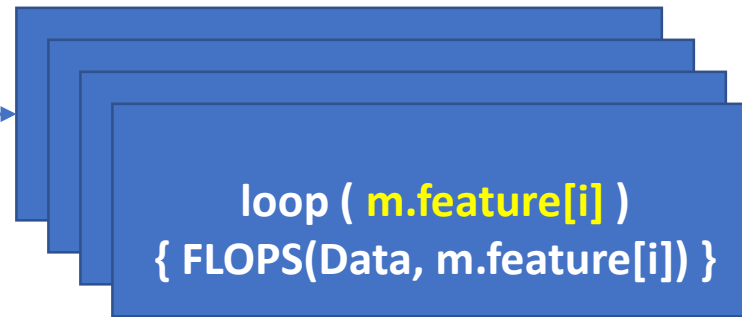 loop ( m.feature[i] )
{ FLOPS(Data, m.feature[i]) }